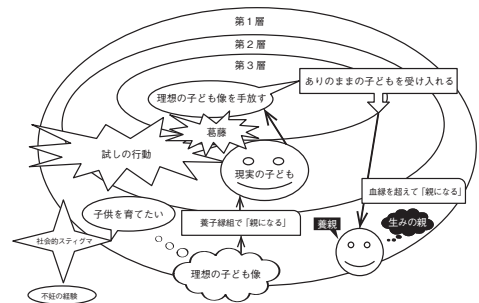 第1層
第2層
第3層
ありのままの子どもを受け入れる
理想の子ども像を手放す
葛藤
試しの行動
現実の子ども
血縁を超えて「親になる」
子供を育てたい
養子縁組で「親になる」
養親
生みの親
社会的スティグマ
理想の子ども像
不妊の経験